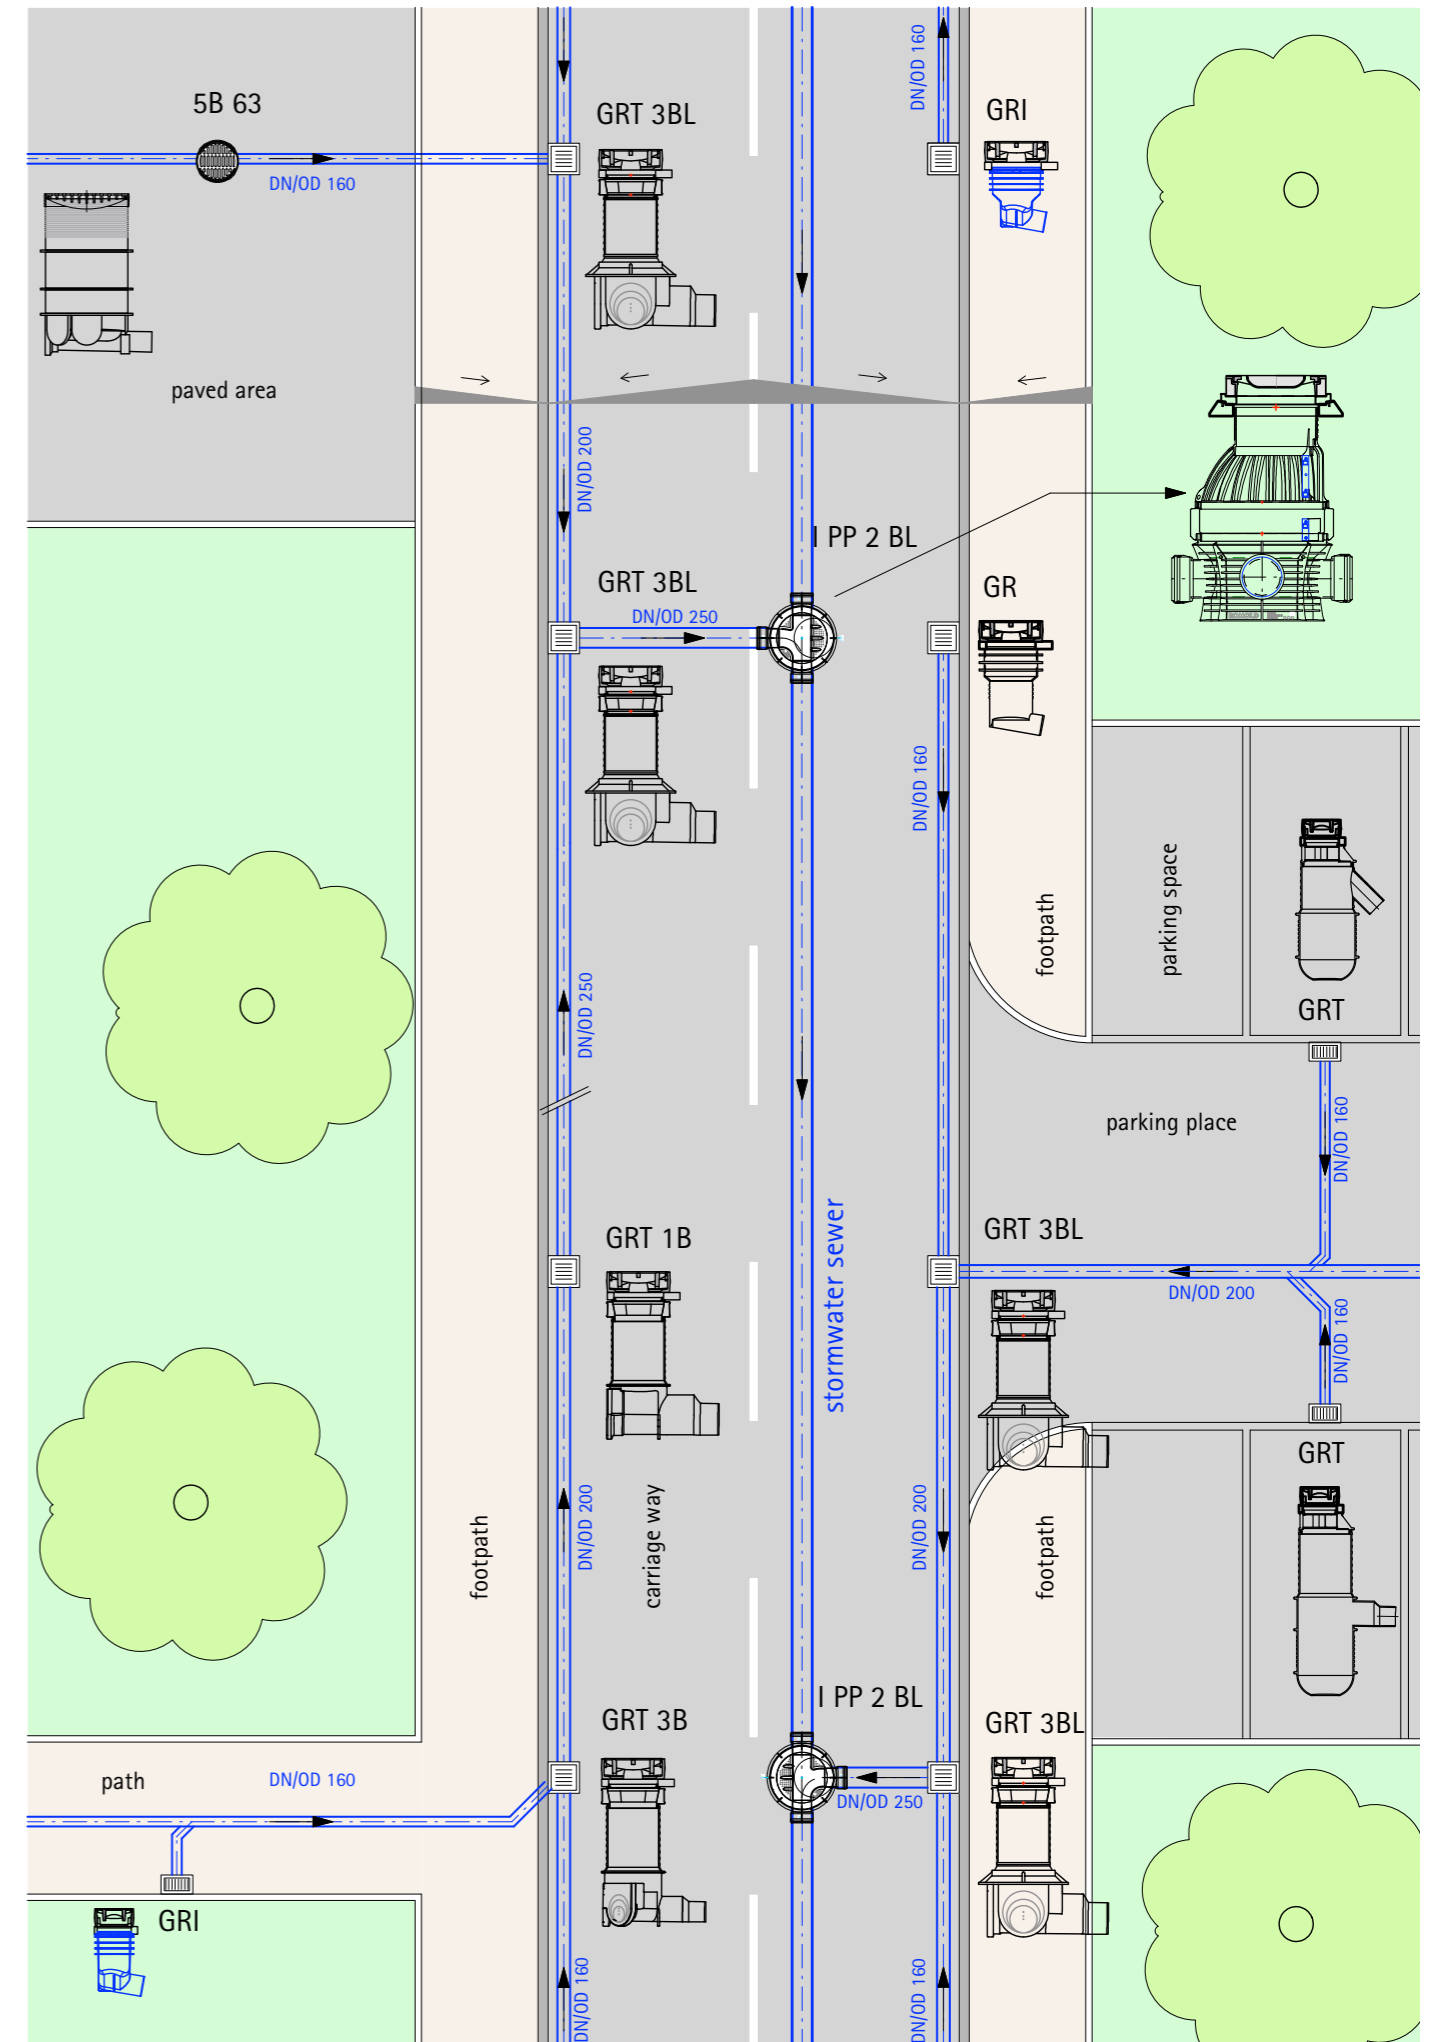 DN/OD 160
5B 63
GRT 3BL
GRI
DN/OD 160
paved area
DN/OD 200
I PP 2 BL
GRT 3BL
GR
DN/OD 250
DN/OD 160
parking space
footpath
DN/OD 250
GRT
parking place
DN/OD 160
stormwater sewer
GRT 1B
GRT 3BL
DN/OD 200
DN/OD 160
GRT
footpath
DN/OD 200
carriage way
DN/OD 200
footpath
I PP 2 BL
GRT 3B
GRT 3BL
path
DN/OD 160
DN/OD 250
GRI
DN/OD 160
DN/OD 160